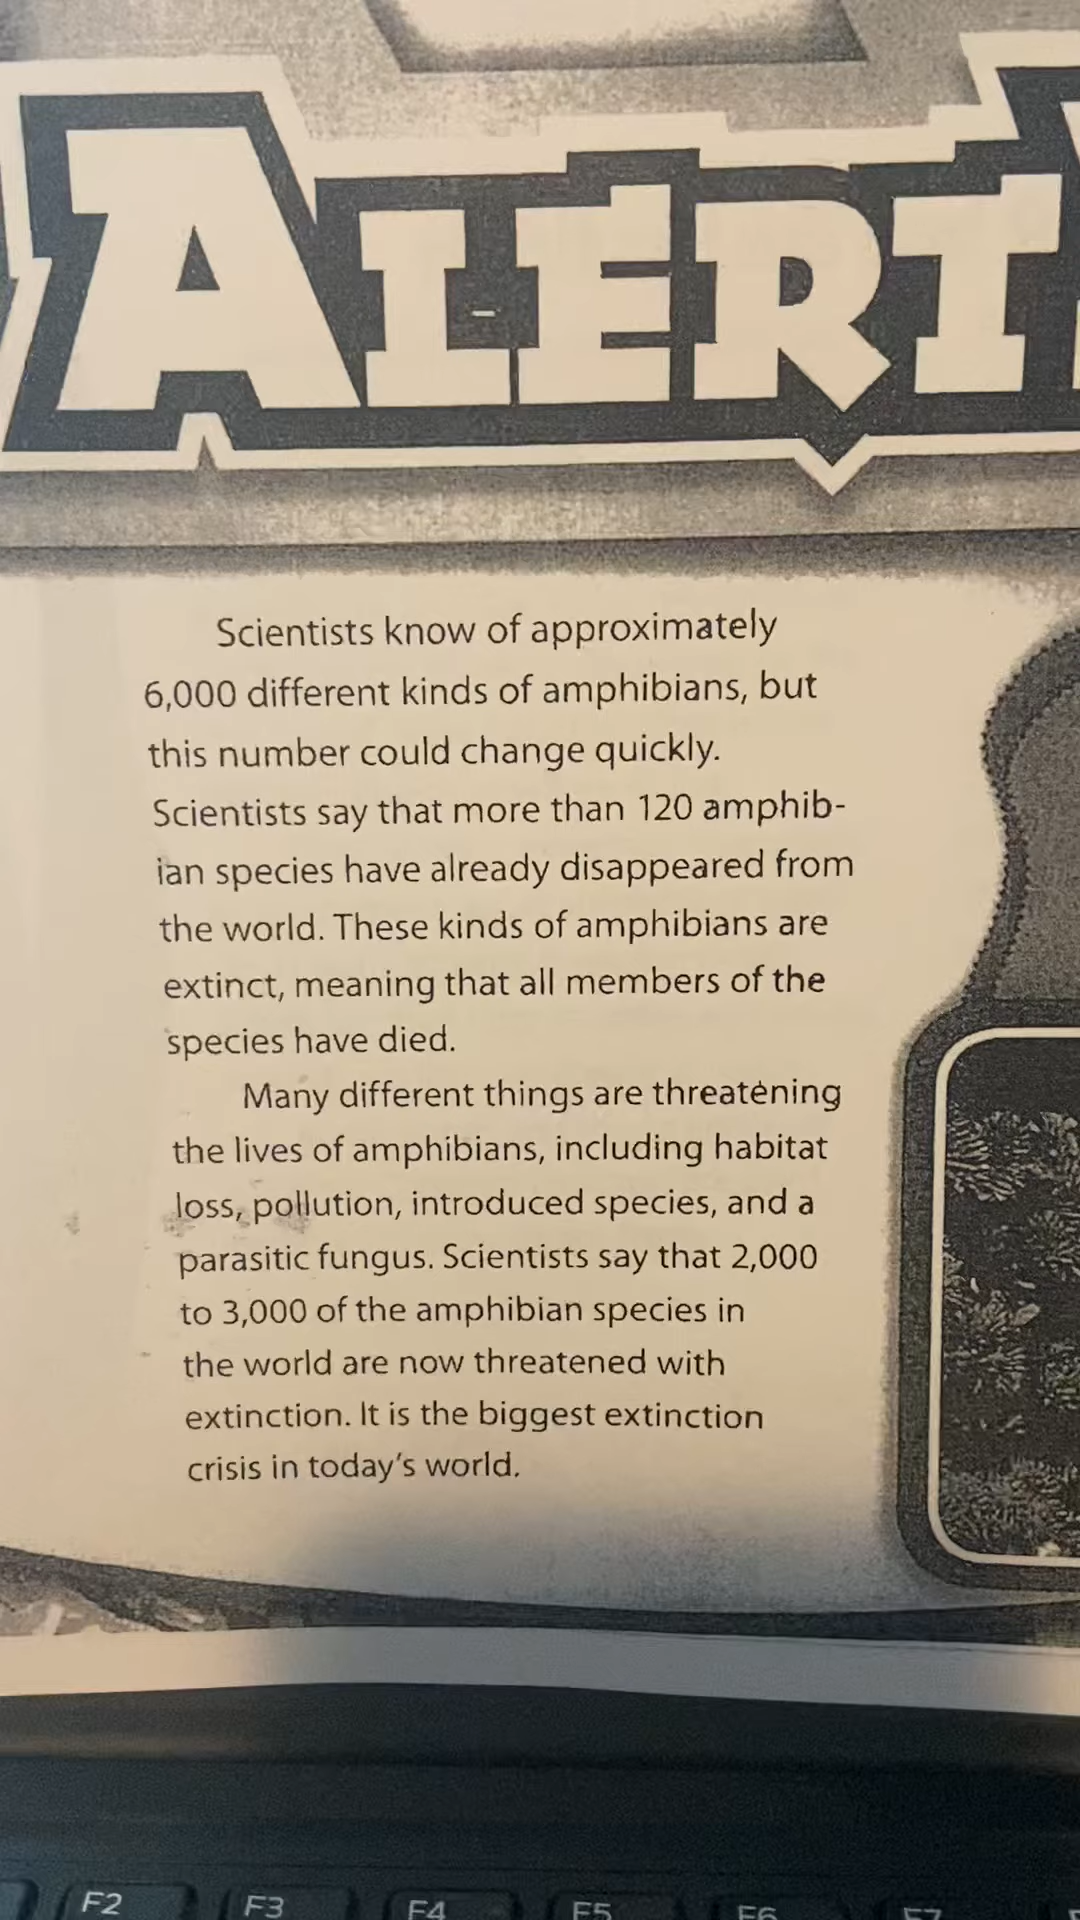 ALERT
Scientists know of approximately
6,000 different kinds of amphibians, but
this number could change quickly.
Scientists say that more than 120 amphib-
ian species have already disappeared from
the world. These kinds of amphibians are
extinct, meaning that all members of the
species have died.
Many different things are threatening
the lives of amphibians, including habitat
loss, pollution, introduced species, and a
parasitic fungus. Scientists say that 2,000
to 3,000 of the amphibian species in
the world are now threatened with
extinction. It is the biggest extinction
crisis in today's world.
F2 F3 F4 F5 F6 F7